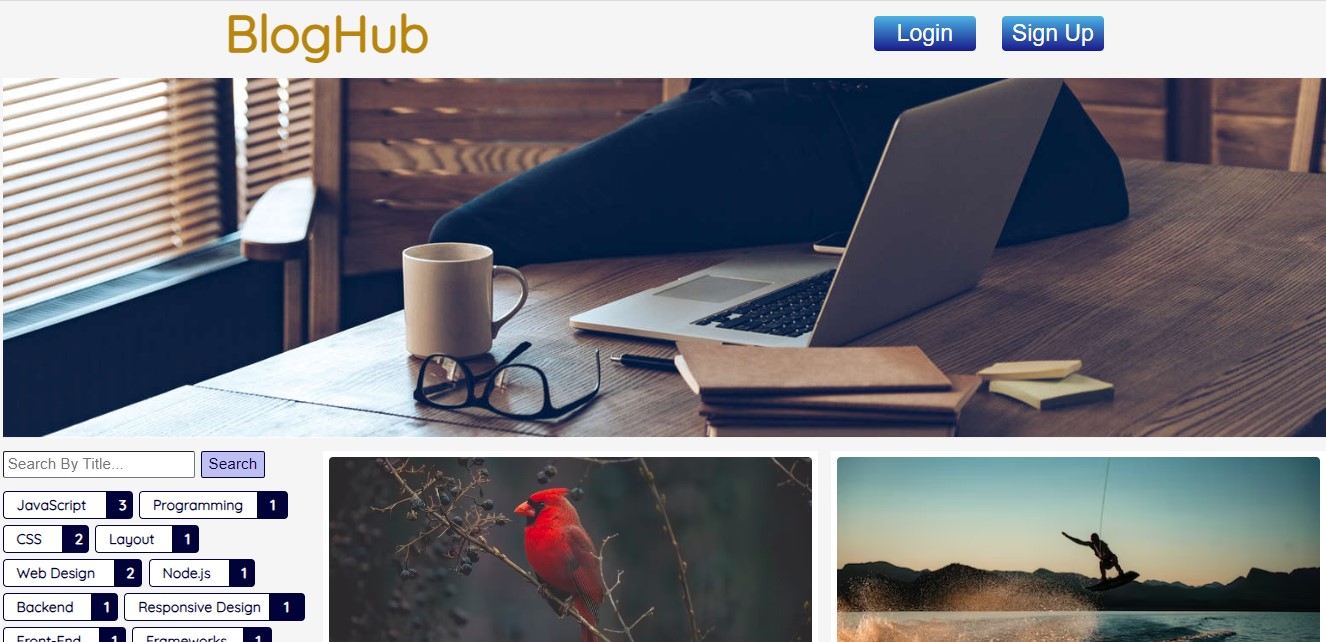 BlogHub
Login Sign Up
Search By Title... Search
JavaScript 3 Programming 1
CSS 2 Layout 1
Web Design 2 Node.js 1
Backend 1 Responsive Design 1
Front-End 1 Frameworks 1